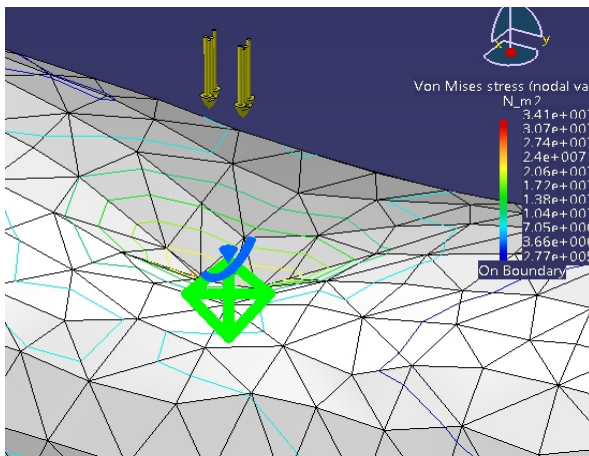 x
y
Von Mises stress (nodal va
N_m2
3.41e+007
3.07e+007
2.74e+007
2.4e+007
2.06e+007
1.72e+007
1.38e+007
1.04e+007
7.05e+006
3.66e+006
2.77e+005
On Boundary